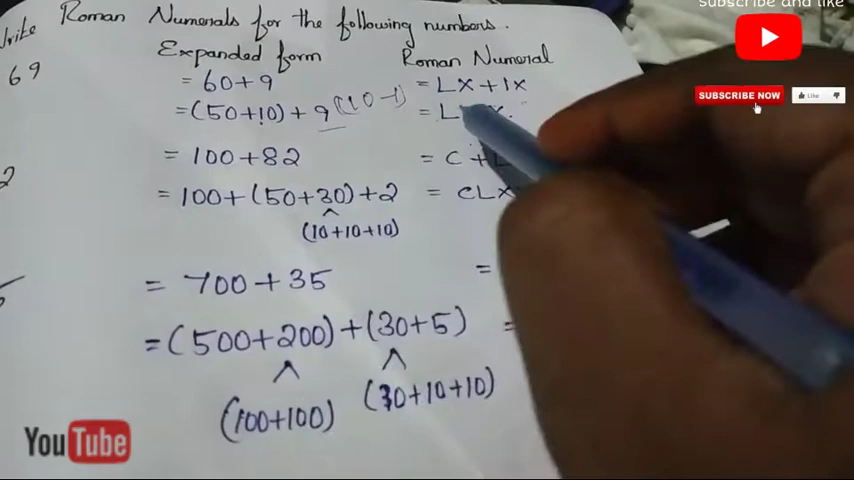 Subscribe and like
Write Roman Numerals for the following numbers.
Expanded form Roman Numeral
69 = 60+9 = LX+IX
=(50+10)+9(10-1) = L
SUBSCRIBE NOW Like
= 100+82 = C+L
= 100+(50+30)+2 = CLX
(10+10+10)
= 700+35 =
=(500+200)+(30+5) =
(100+100) (30+10+10)
YouTube